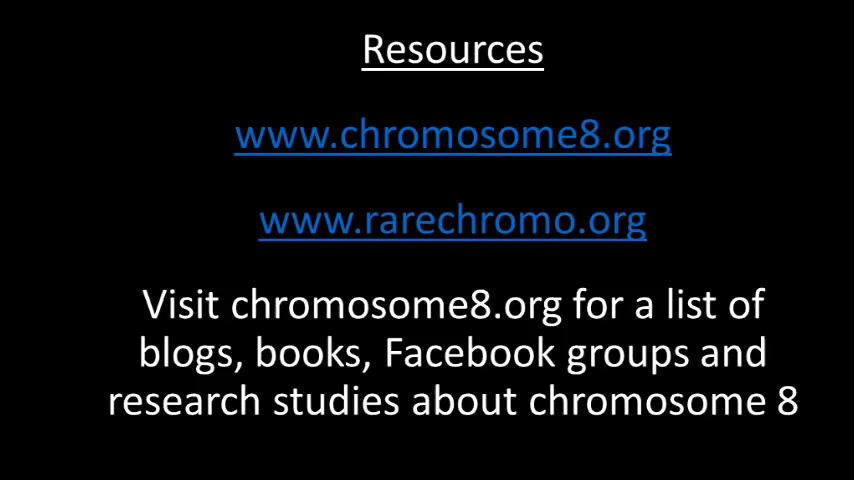 Resources
www.chromosome8.org
www.rarechromo.org
Visit chromosome8.org for a list of
blogs, books, Facebook groups and
research studies about chromosome 8